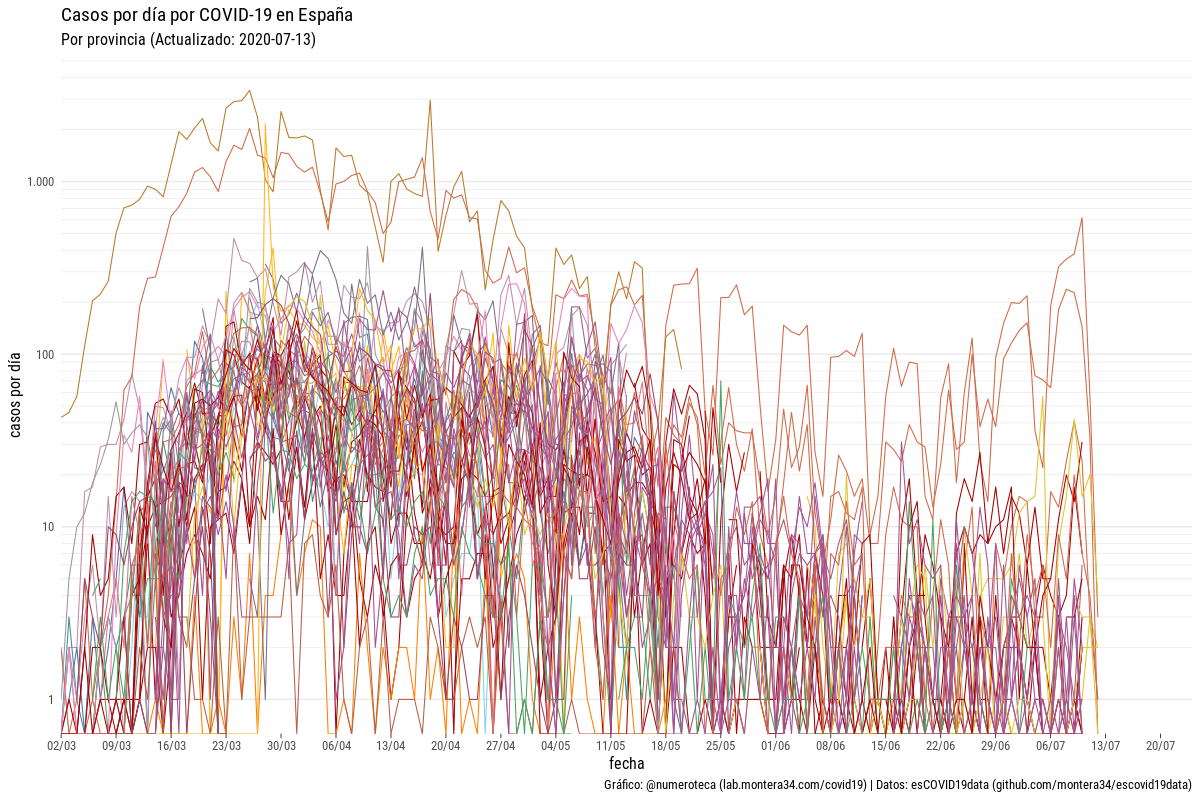 Casos por día por COVID-19 en España
Por provincia (Actualizado: 2020-07-13)
casos por día
1.000
100
10
1
02/03 09/03 16/03 23/03 30/03 06/04 13/04 20/04 27/04 04/05 11/05 18/05 25/05 01/06 08/06 15/06 22/06 29/06 06/07 13/07 20/07
fecha
Gráfico: @numeroteca (lab.montera34.com/covid19) | Datos: esCOVID19data (github.com/montera34/escovid19data)